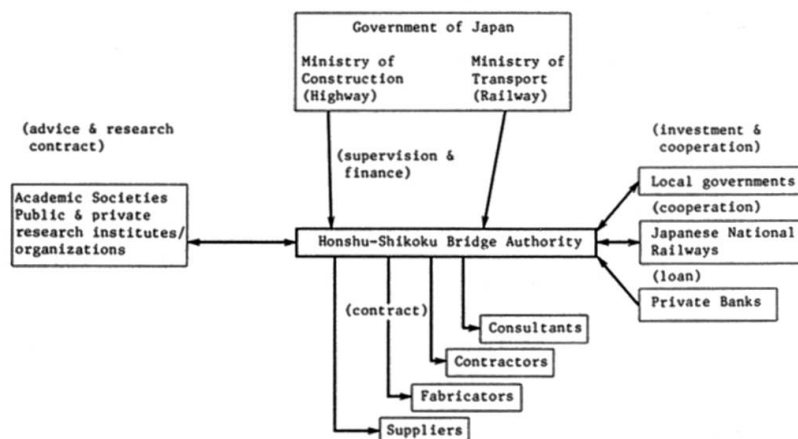 Government of Japan
Ministry of
Construction
(Highway)
Ministry of
Transport
(Railway)
(advice & research
contract)
(supervision &
finance)
(investment &
cooperation)
Academic Societies
Public & private
research institutes/
organizations
Local governments
(cooperation)
Honshu-Shikoku Bridge Authority
Japanese National
Railways
(loan)
Private Banks
(contract)
Consultants
Contractors
Fabricators
Suppliers